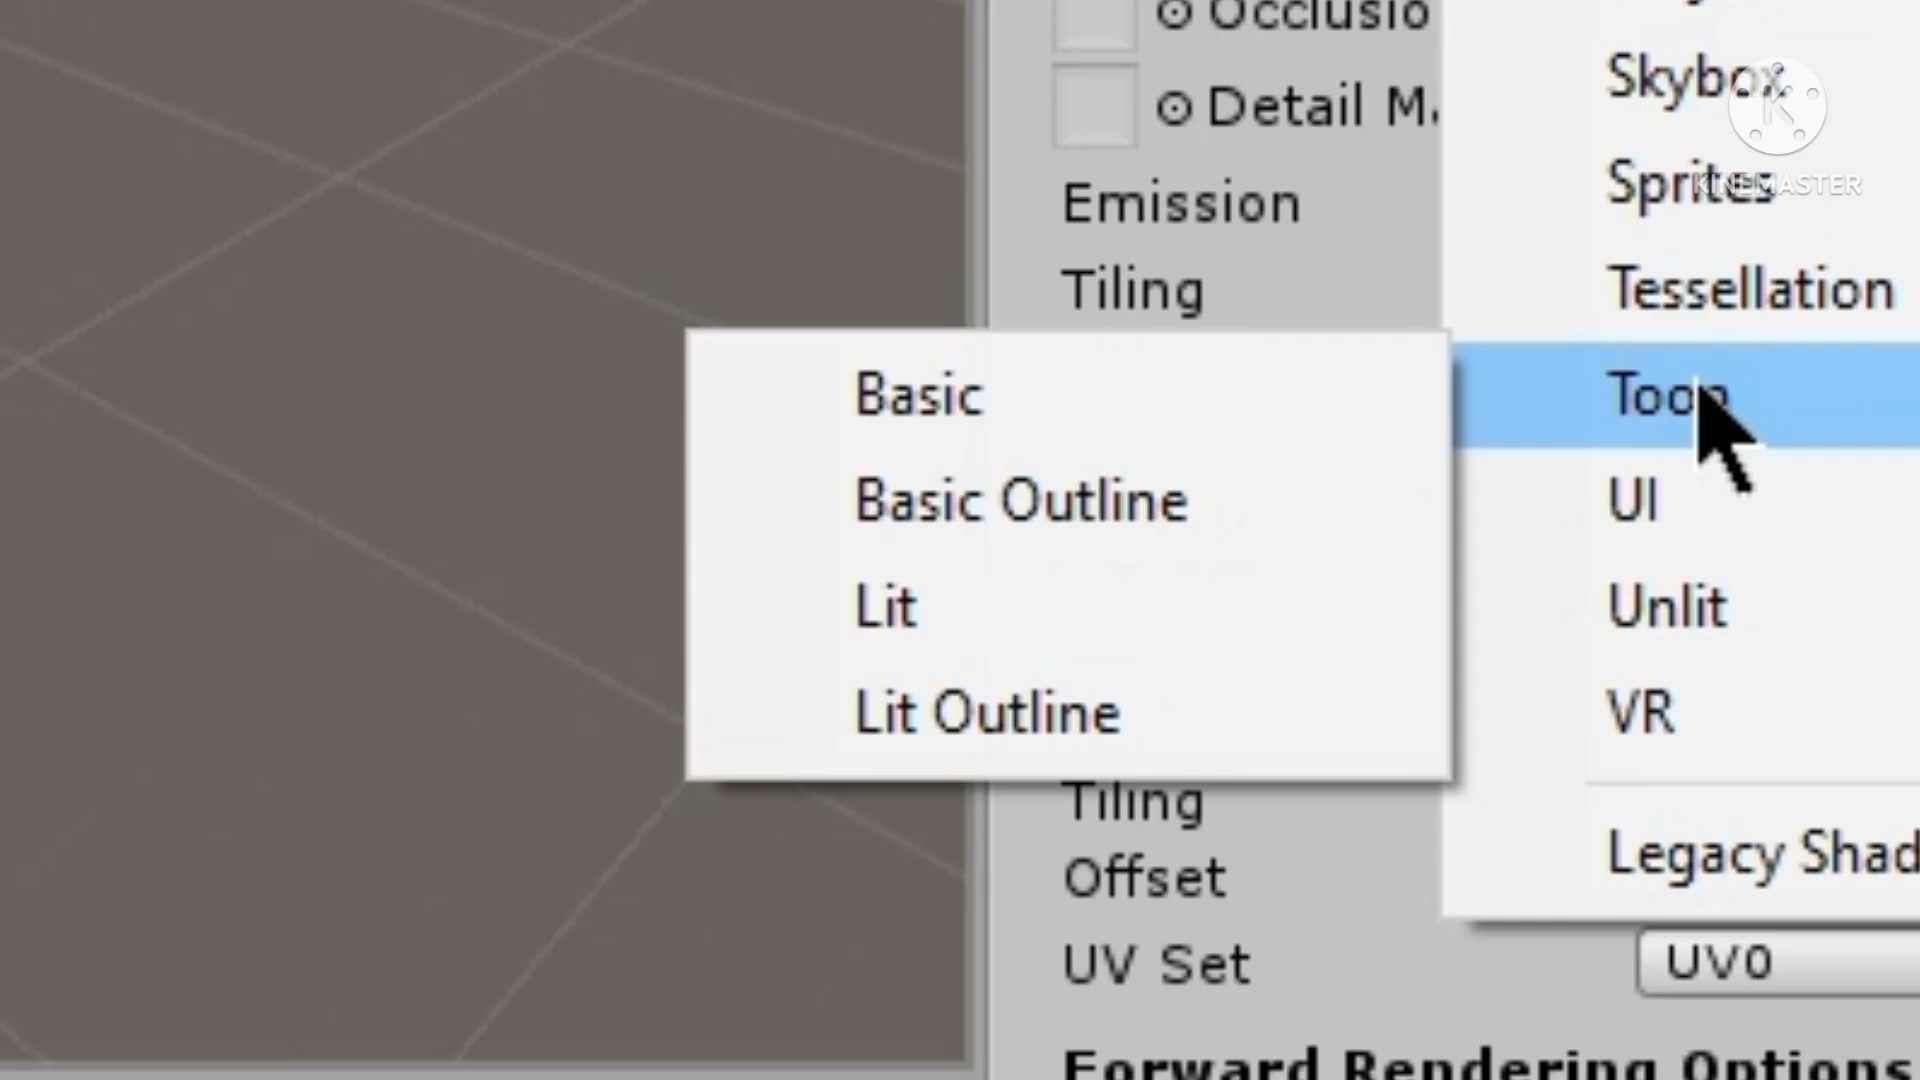 Occlusio
Detail M
Emission
Tiling
Skybox
Sprites
Tessellation
Toon
UI
Unlit
VR
Legacy Shad
Basic
Basic Outline
Lit
Lit Outline
Tiling
Offset
UV Set
UV0
Forward Rendering Options
K
KINEMASTER